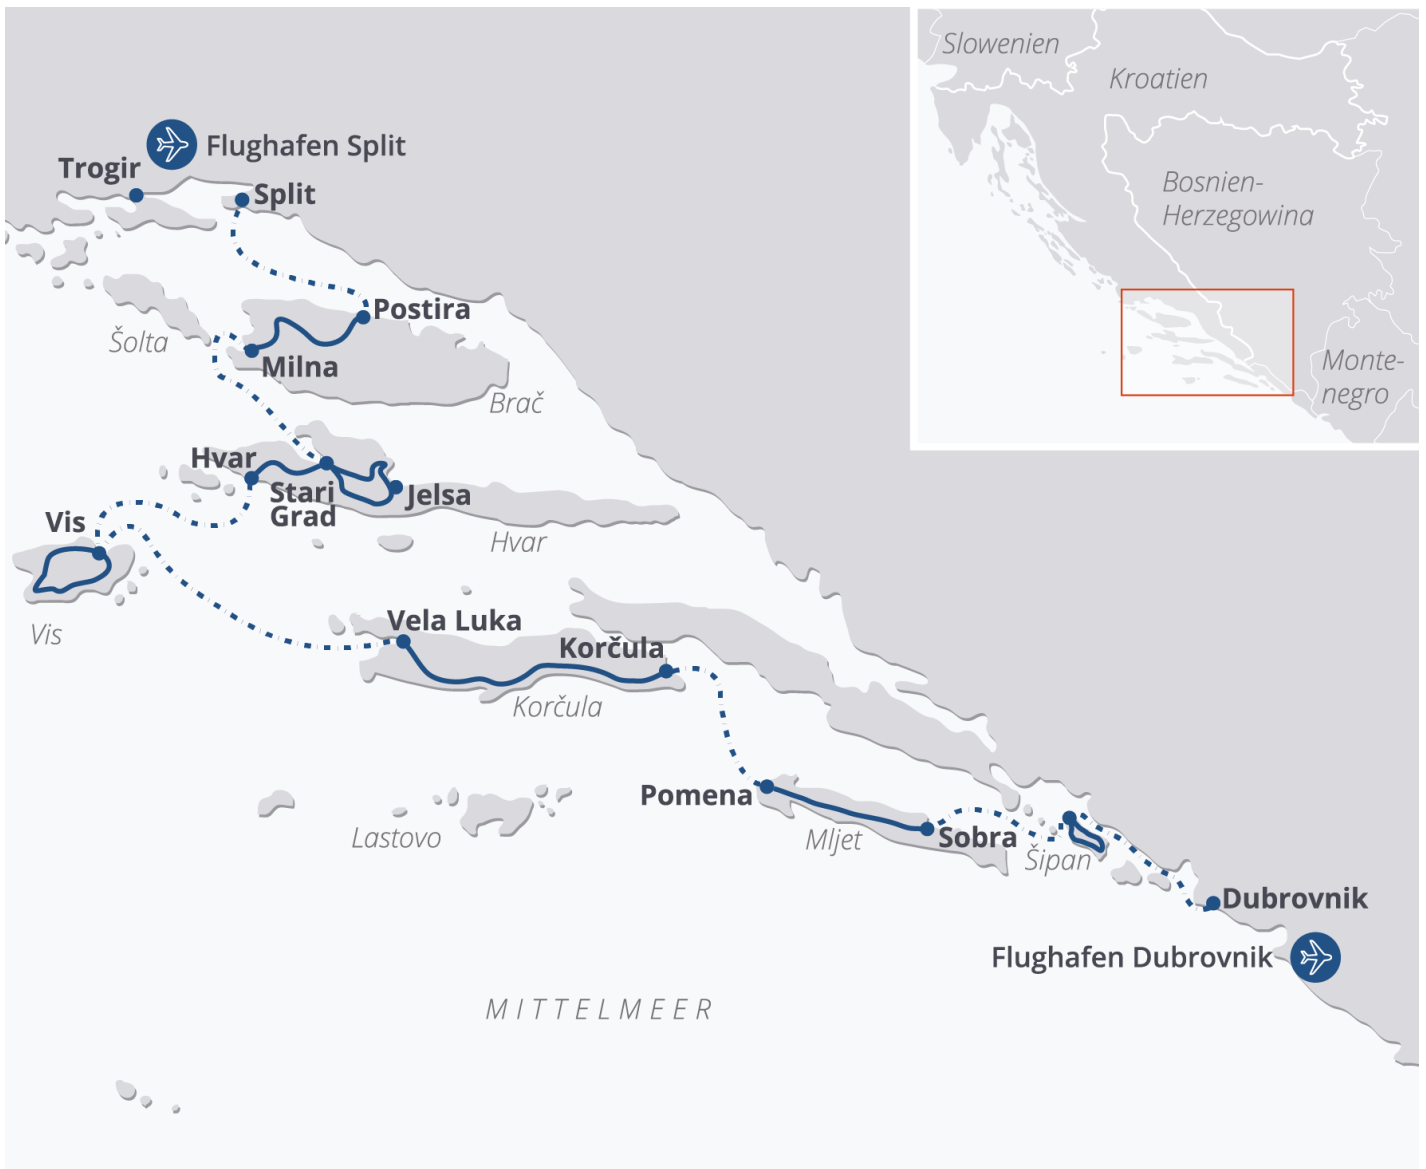 Slowenien
Kroatien
Bosnien-
Herzegowina
Monte-
negro
Flughafen Split
Trogir
Split
Postira
Šolta
Milna
Brač
Hvar
Stari
Grad
Jelsa
Hvar
Vis
Vis
Vela Luka
Korčula
Korčula
Pomena
Lastovo
Mljet
Sobra
Šipan
Dubrovnik
Flughafen Dubrovnik
MITTELMEER